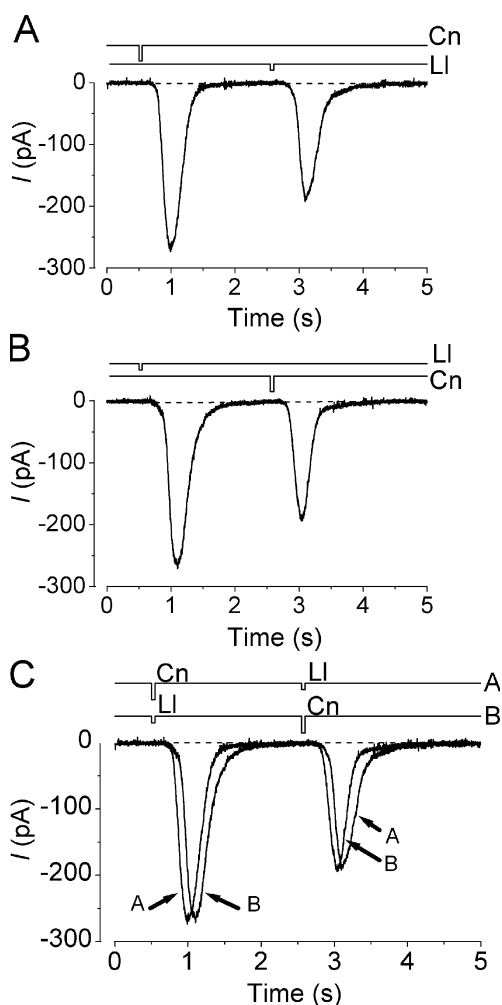 A
Cn
Ll
0
-100
-200
-300
I (pA)
0 1 2 3 4 5
Time (s)
B
Ll
Cn
0
-100
-200
-300
I (pA)
0 1 2 3 4 5
Time (s)
C
Cn Ll A
Ll Cn B
0
-100
-200
-300
I (pA)
A
B
A B
0 1 2 3 4 5
Time (s)